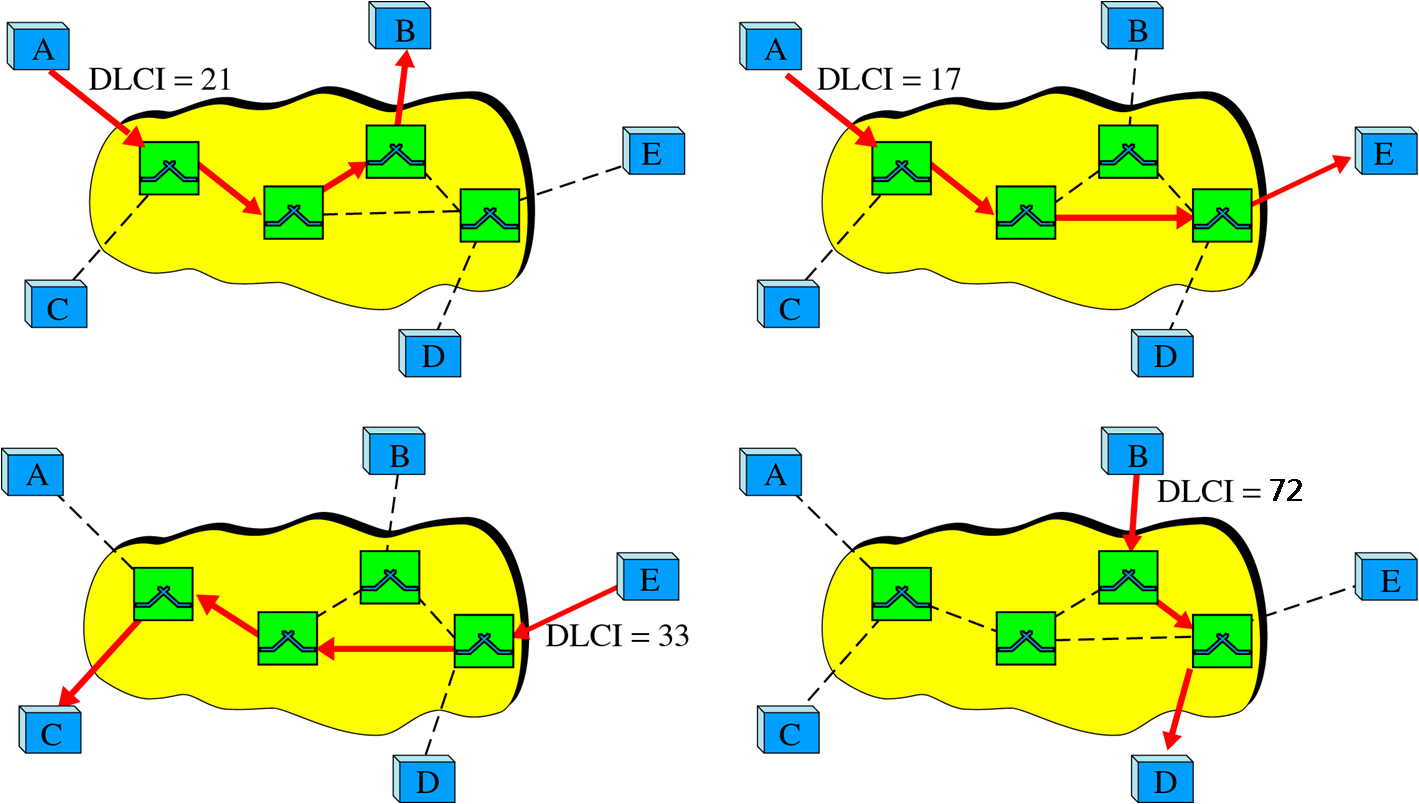 A
B
DLCI = 21
E
C
D
A
B
DLCI = 17
E
C
D
A
B
E
DLCI = 33
C
D
A
B
DLCI = 72
E
C
D